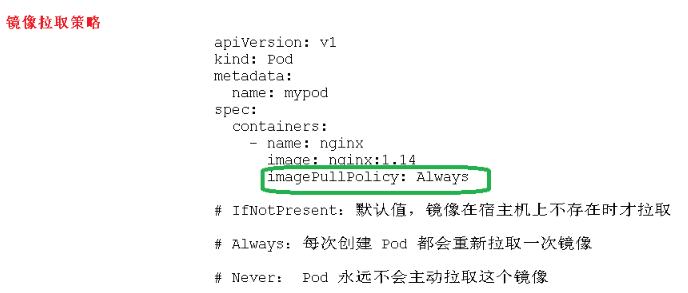 镜像拉取策略
apiVersion: v1
kind: Pod
metadata:
  name: mypod
spec:
  containers:
    - name: nginx
      image: nginx:1.14
      imagePullPolicy: Always
# IfNotPresent：默认值，镜像在宿主机上不存在时才拉取
# Always：每次创建 Pod 都会重新拉取一次镜像
# Never： Pod 永远不会主动拉取这个镜像